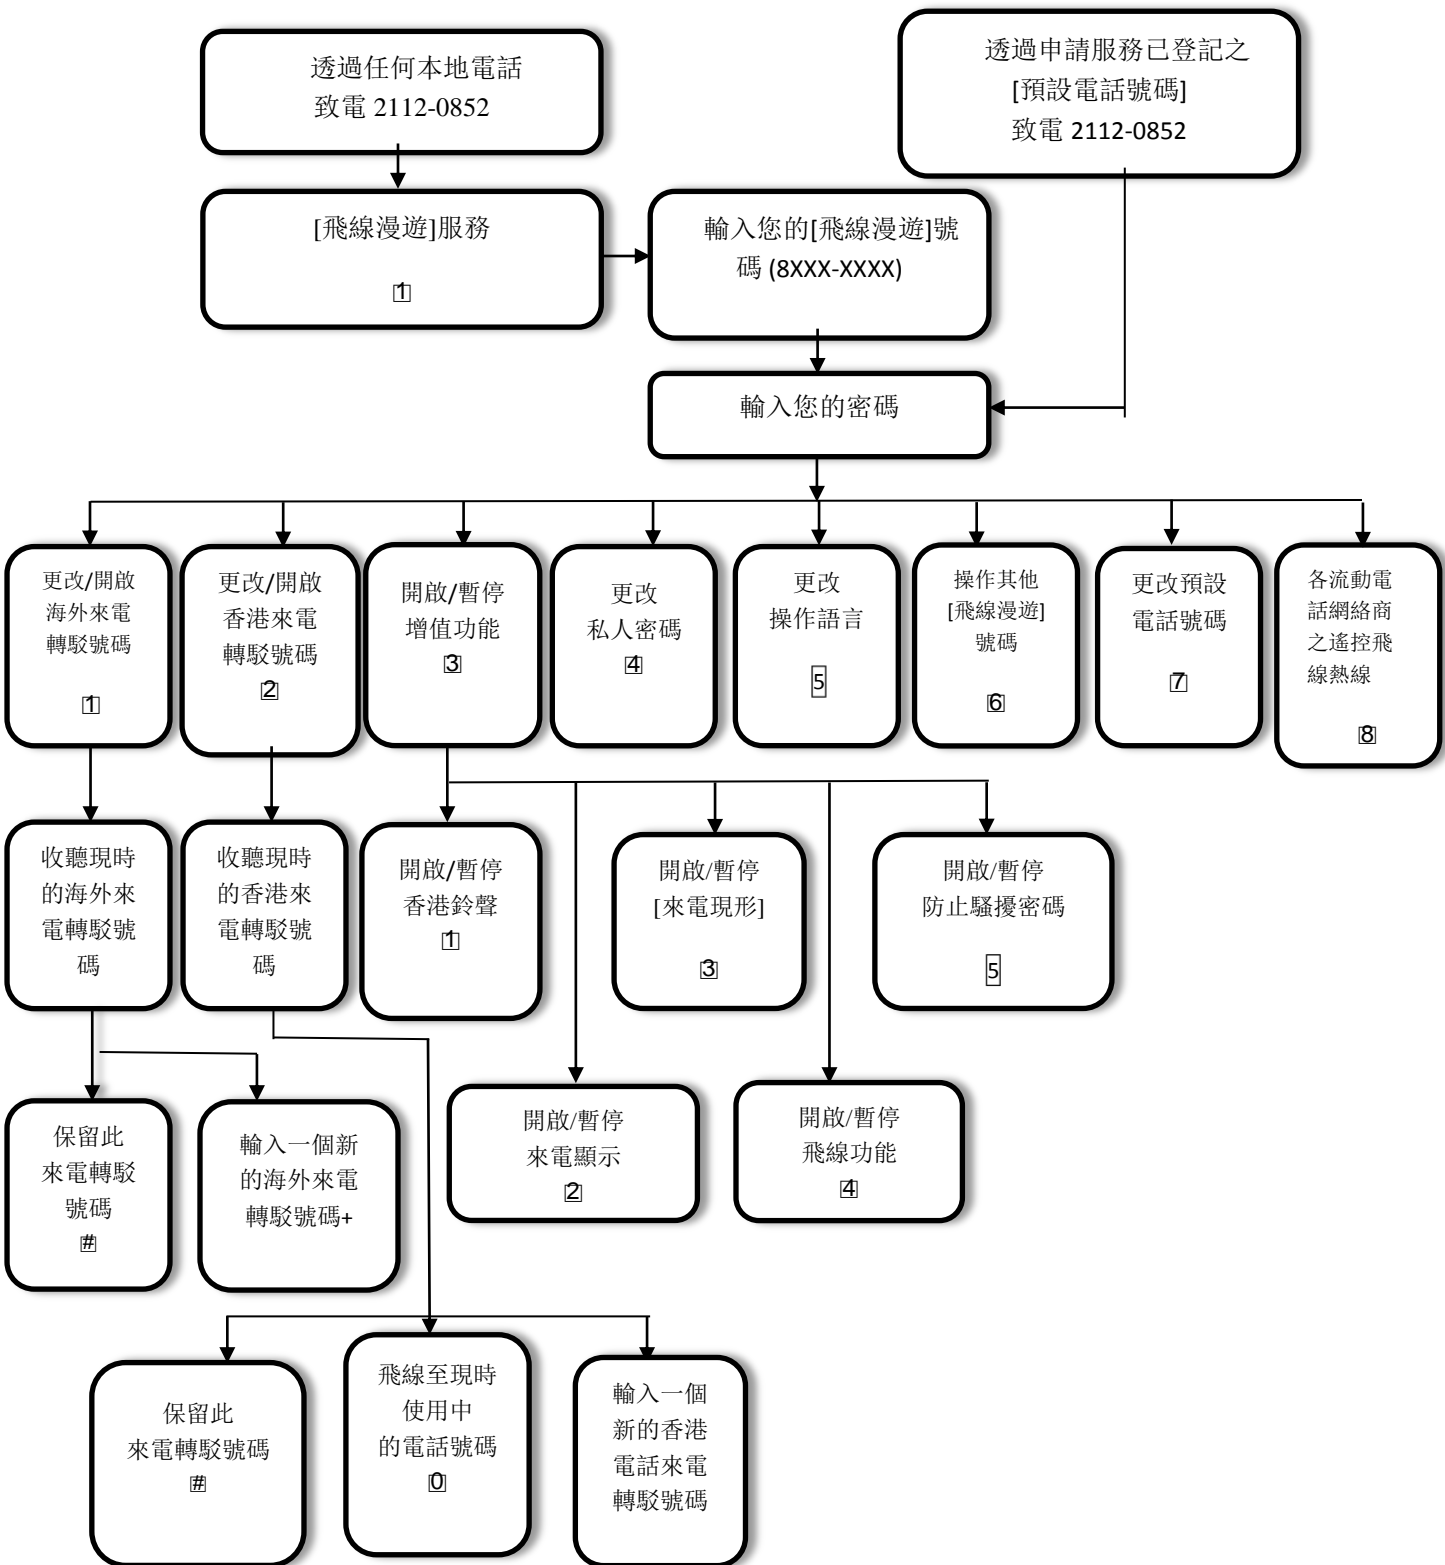 透過任何本地電話
致電 2112-0852
透過申請服務已登記之
[預設電話號碼]
致電 2112-0852
[飛線漫遊]服務
1
輸入您的[飛線漫遊]號
碼 (8XXX-XXXX)
輸入您的密碼
更改/開啟
海外來電
轉駁號碼
1
更改/開啟
香港來電
轉駁號碼
2
開啟/暫停
增值功能
3
更改
私人密碼
4
更改
操作語言
5
操作其他
[飛線漫遊]
號碼
6
更改預設
電話號碼
7
各流動電
話網絡商
之遙控飛
線熱線
8
收聽現時
的海外來
電轉駁號
碼
收聽現時
的香港來
電轉駁號
碼
開啟/暫停
香港鈴聲
1
開啟/暫停
[來電現形]
3
開啟/暫停
防止騷擾密碼
5
保留此
來電轉駁
號碼
#
輸入一個新
的海外來電
轉駁號碼+
開啟/暫停
來電顯示
2
開啟/暫停
飛線功能
4
保留此
來電轉駁號碼
#
飛線至現時
使用中
的電話號碼
0
輸入一個
新的香港
電話來電
轉駁號碼